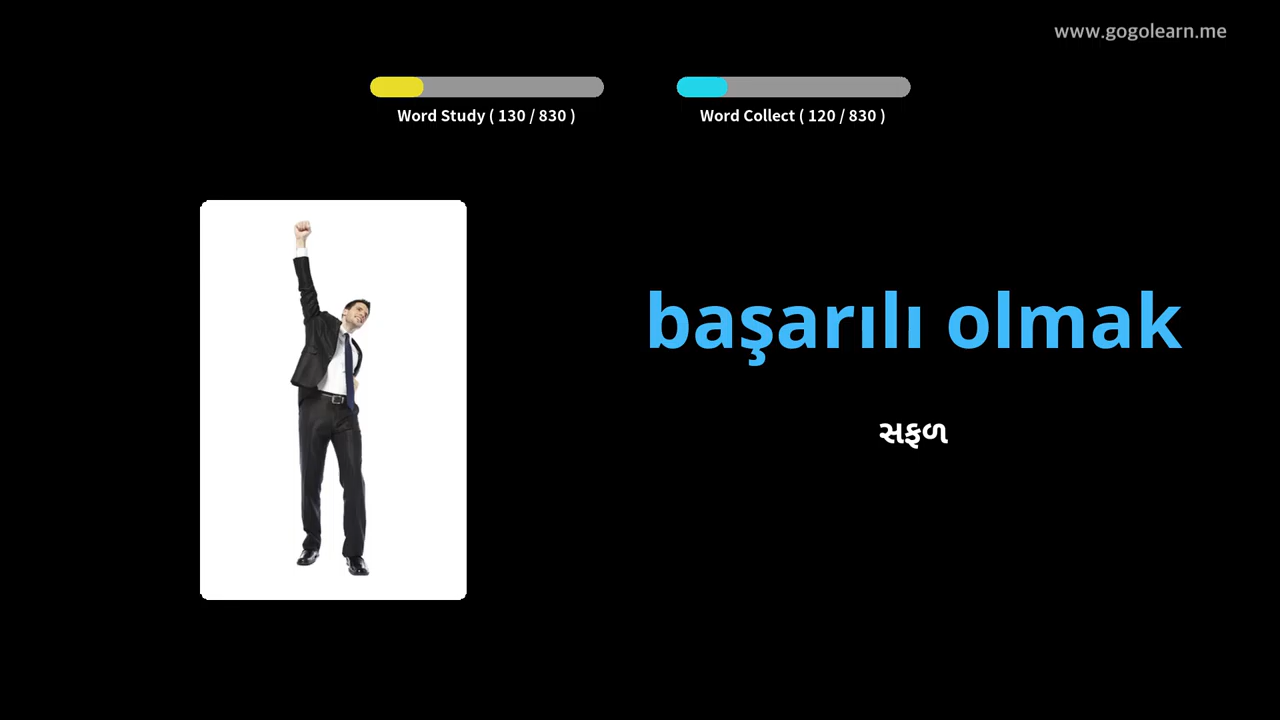 www.gogolearn.me
Word Study ( 130 / 830 )
Word Collect ( 120 / 830 )
başarılı olmak
સફળ